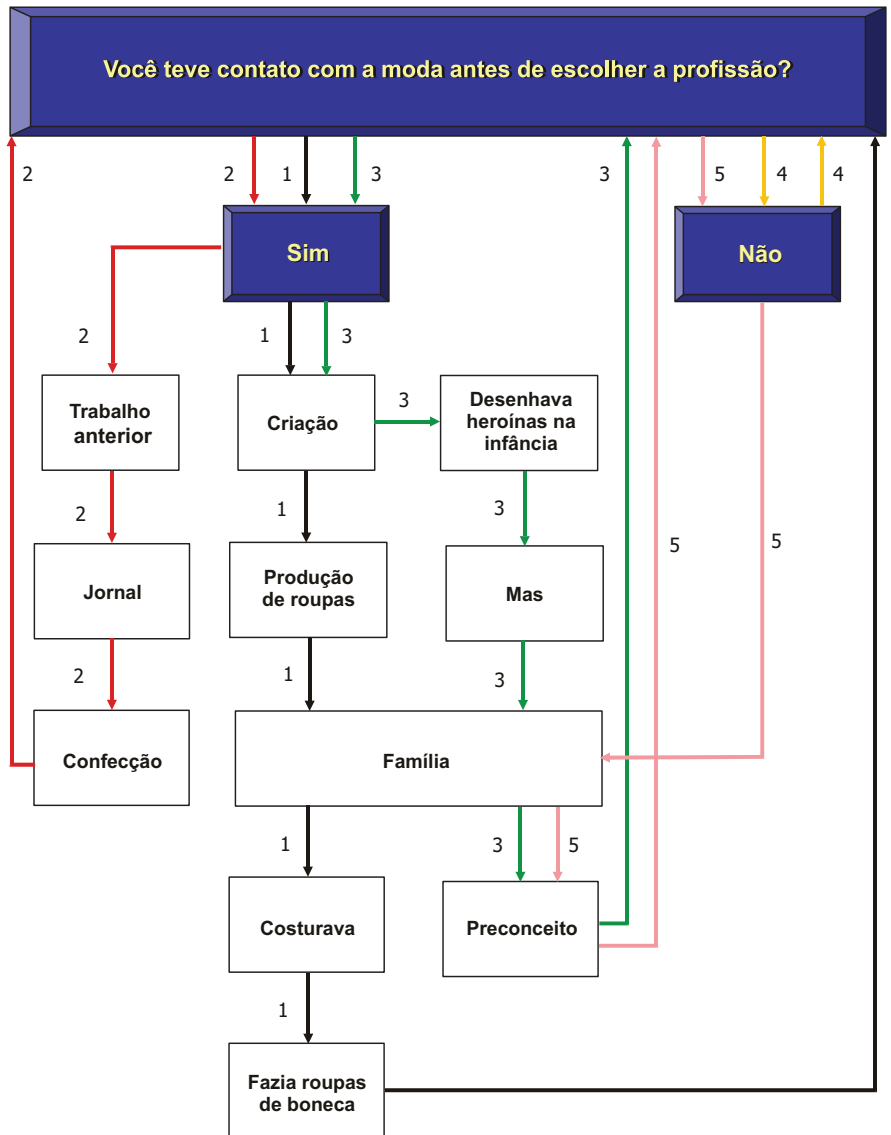 Você teve contato com a moda antes de escolher a profissão?
2
2
1
3
3
5
4
4
Sim
Não
2
1
3
Trabalho
anterior
Criação
3
Desenhava
heroínas na
infância
2
1
3
5
5
Jornal
Produção
de roupas
Mas
2
1
3
Confecção
Família
1
3
5
Costurava
Preconceito
1
Fazia roupas
de boneca